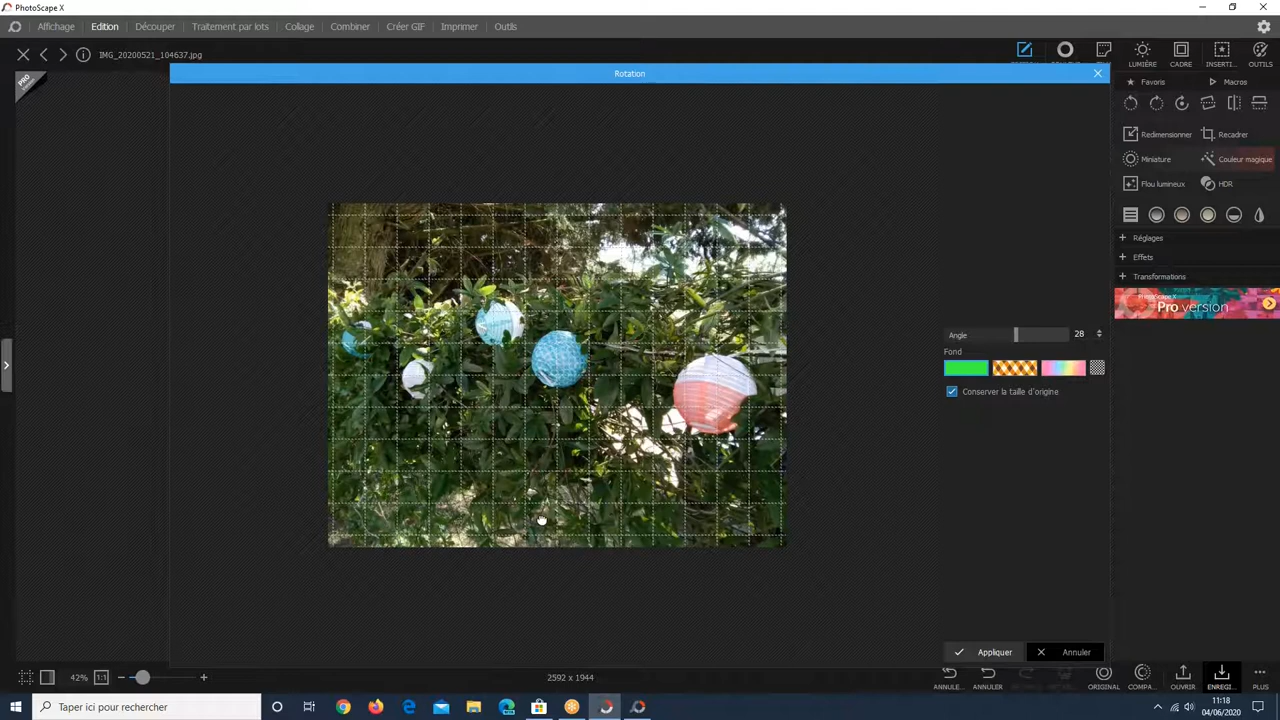 PhotoScape X
Affichage Edition Découper Traitement par lots Collage Combiner Créer GIF Imprimer Outils
IMG_20200521_104637.jpg
LUMIÈRE CADRE INSERTI... OUTILS
PRO
Rotation
Favoris Macros
Redimensionner Recadrer
Miniature Couleur magique
Flou lumineux HDR
Réglages
Effets
Transformations
PhotoScape X
Pro version
Angle 28
Fond
Conserver la taille d'origine
Appliquer Annuler
42% 1:1 2592 x 1944
ANNULE... ANNULER ORIGINAL COMPA... OUVRIR ENREGI... PLUS
Taper ici pour rechercher
11:18
04/06/2020